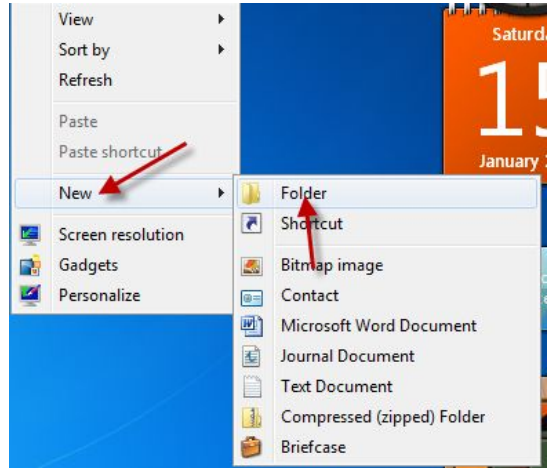 View
Sort by
Refresh
Paste
Paste shortcut
New
Screen resolution
Gadgets
Personalize
Folder
Shortcut
Bitmap image
Contact
Microsoft Word Document
Journal Document
Text Document
Compressed (zipped) Folder
Briefcase
Saturd
15
January